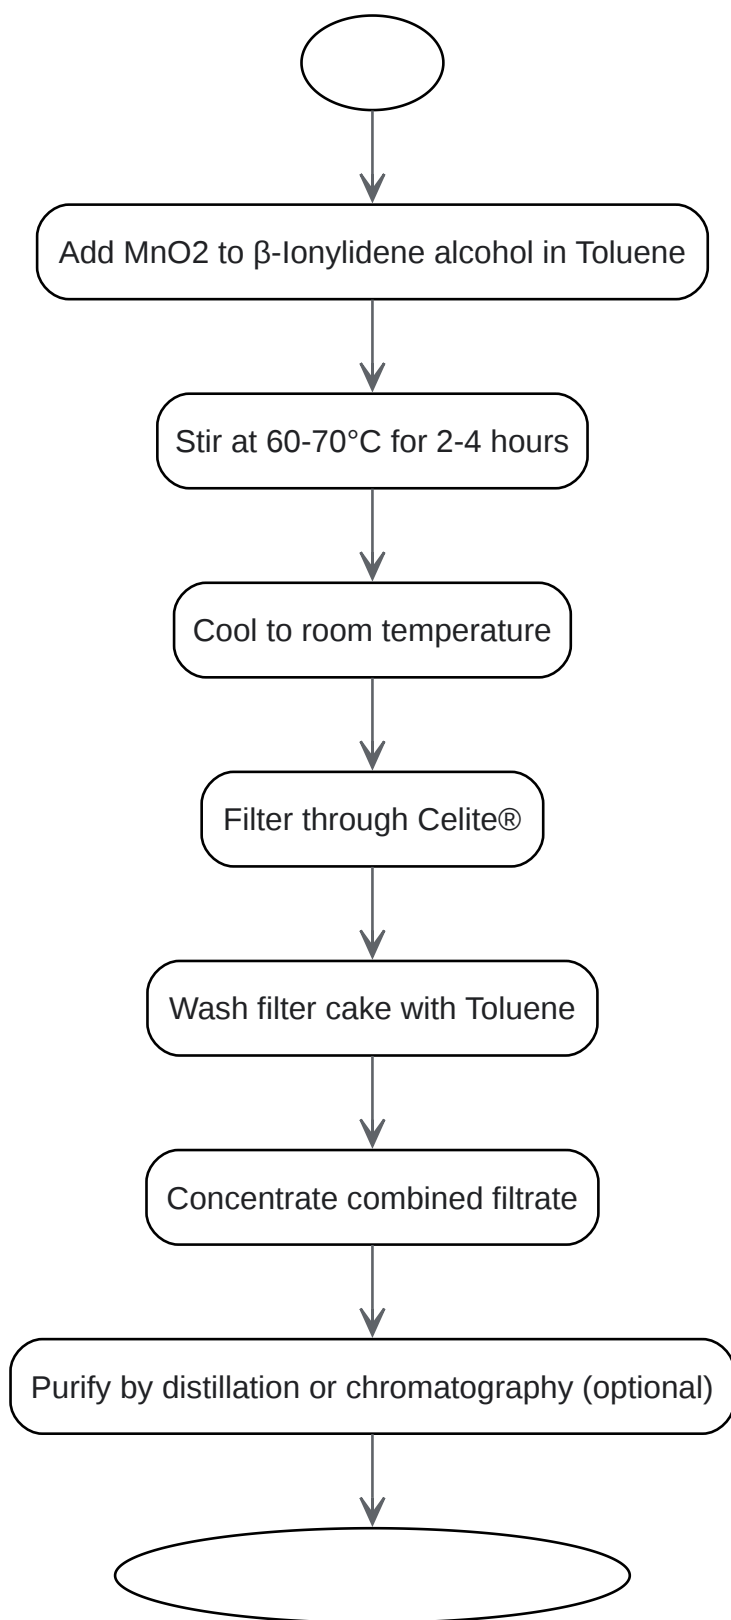 Add MnO2 to β-Ionylidene alcohol in Toluene
Stir at 60-70°C for 2-4 hours
Cool to room temperature
Filter through Celite®
Wash filter cake with Toluene
Concentrate combined filtrate
Purify by distillation or chromatography (optional)